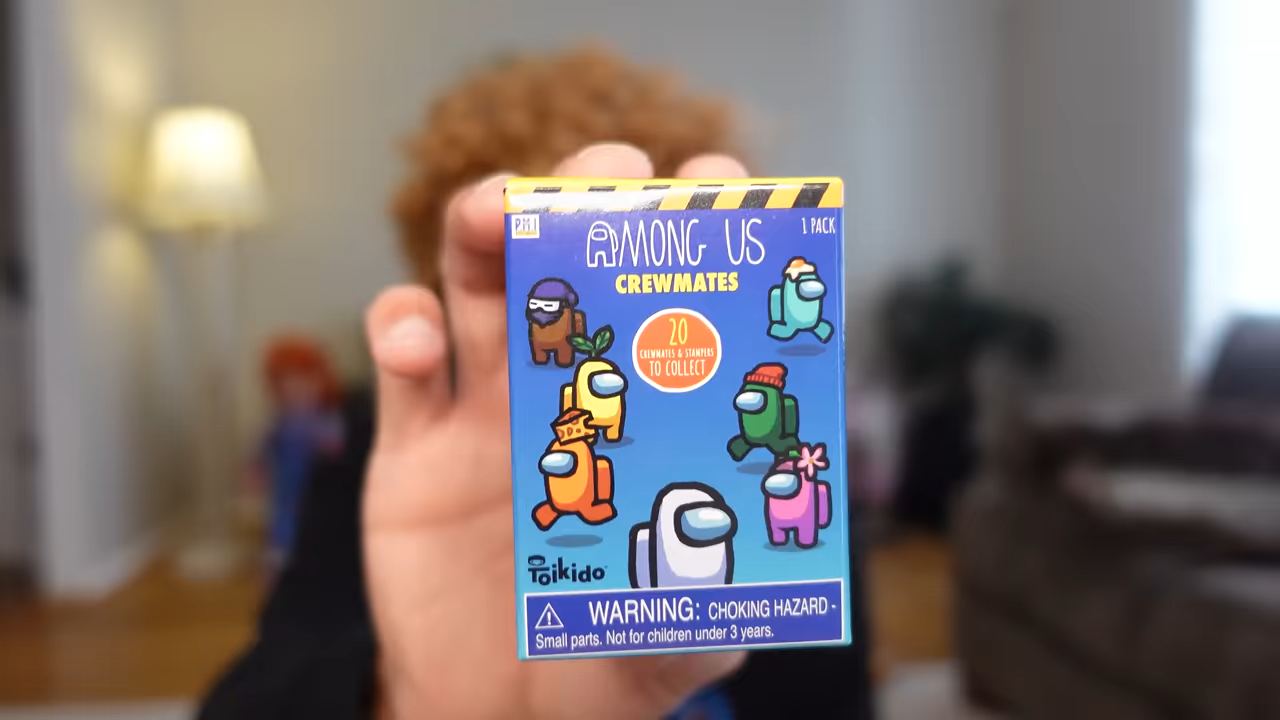 P.M.I
AMONG US
1 PACK
CREWMATES
20
CREWMATES & STAMPERS
TO COLLECT
Toikido
WARNING: CHOKING HAZARD -
Small parts. Not for children under 3 years.